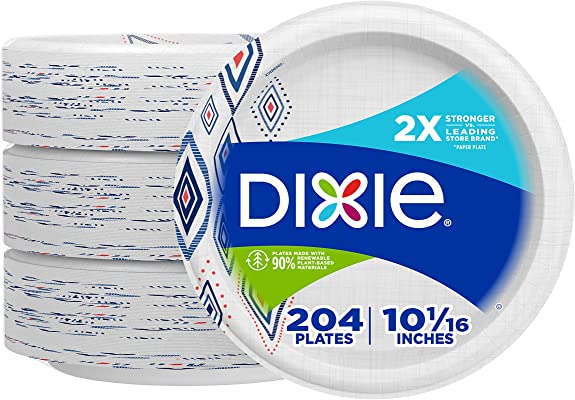 2X STRONGER
VS.
LEADING
STORE BRAND*
*PAPER PLATE
DIXIE®
PLATES MADE WITH
90% RENEWABLE
PLANT-BASED
MATERIALS
204 PLATES
10 1/16 INCHES